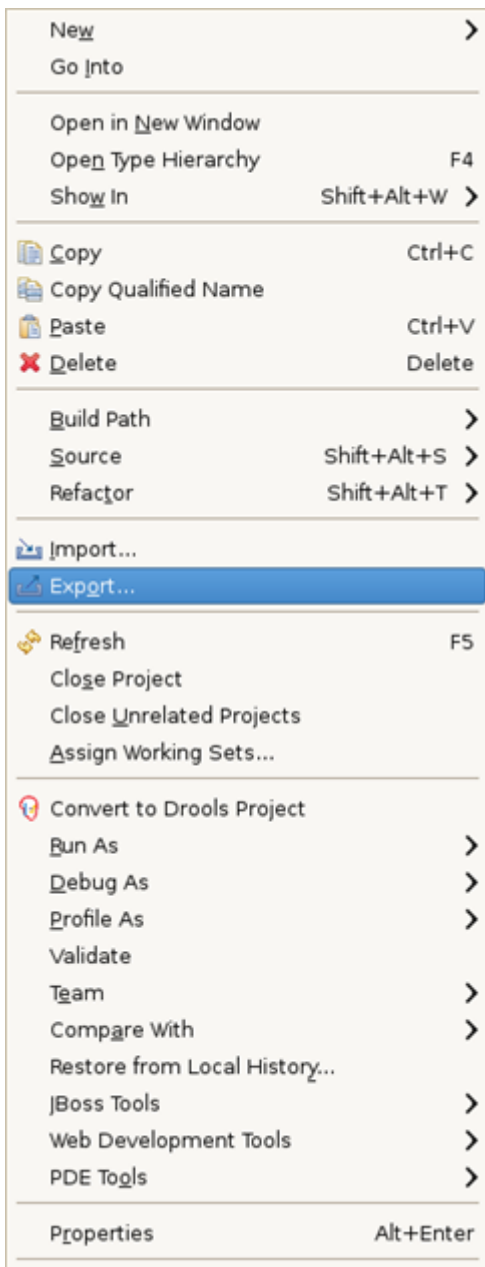 New
Go Into
Open in New Window
Open Type Hierarchy F4
Show In Shift+Alt+W
Copy Ctrl+C
Copy Qualified Name
Paste Ctrl+V
Delete Delete
Build Path
Source Shift+Alt+S
Refactor Shift+Alt+T
Import...
Export...
Refresh F5
Close Project
Close Unrelated Projects
Assign Working Sets...
Convert to Drools Project
Run As
Debug As
Profile As
Validate
Team
Compare With
Restore from Local History...
JBoss Tools
Web Development Tools
PDE Tools
Properties Alt+Enter